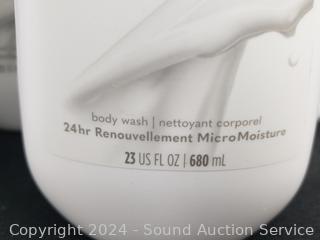 body wash | nettoyant corporel
24hr Renouvellement MicroMoisture
23 US FL OZ | 680 mL
Copyright 2024 - Sound Auction Service